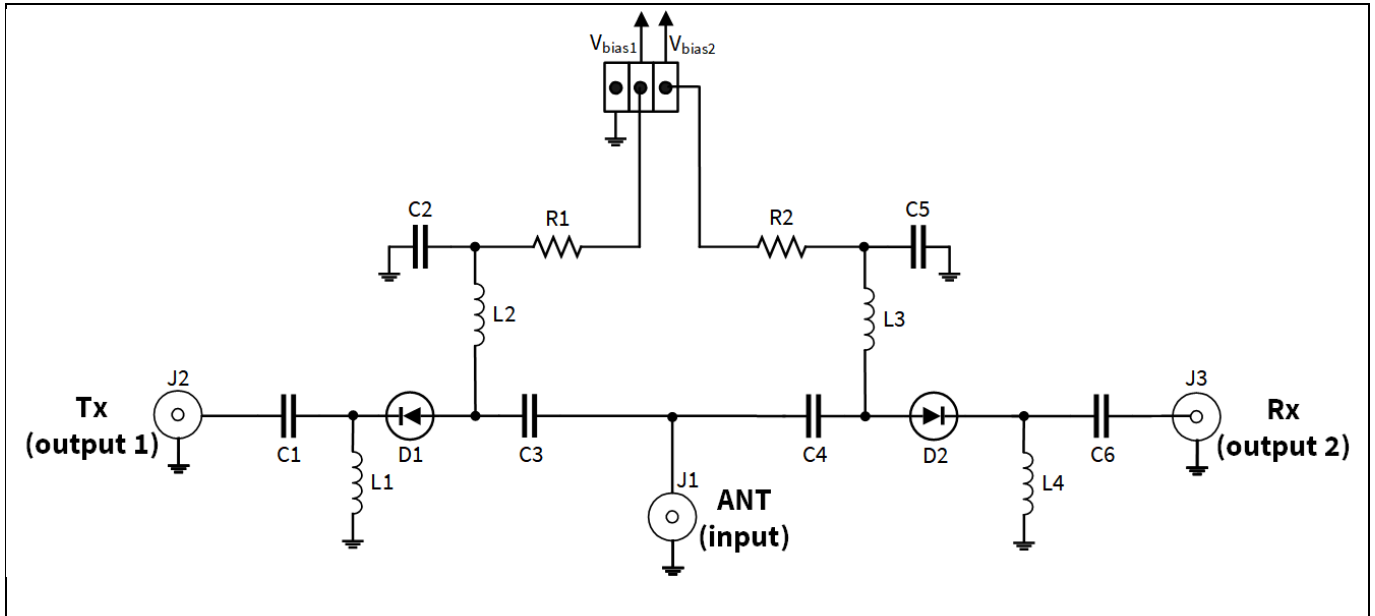 Vbias1
Vbias2
C2
R1
R2
C5
L2
L3
J2
J3
Tx
(output 1)
Rx
(output 2)
C1
D1
C3
C4
D2
C6
L1
J1
L4
ANT
(input)